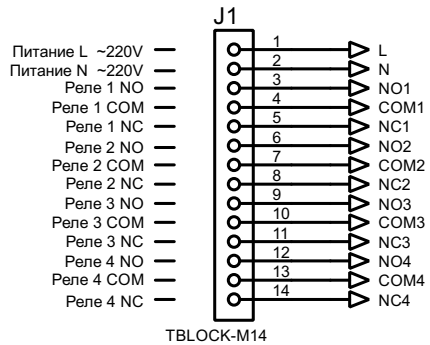 J1
Питание L ~220V 1 L
Питание N ~220V 2 N
Реле 1 NO 3 NO1
Реле 1 COM 4 COM1
Реле 1 NC 5 NC1
Реле 2 NO 6 NO2
Реле 2 COM 7 COM2
Реле 2 NC 8 NC2
Реле 3 NO 9 NO3
Реле 3 COM 10 COM3
Реле 3 NC 11 NC3
Реле 4 NO 12 NO4
Реле 4 COM 13 COM4
Реле 4 NC 14 NC4
TBLOCK-M14